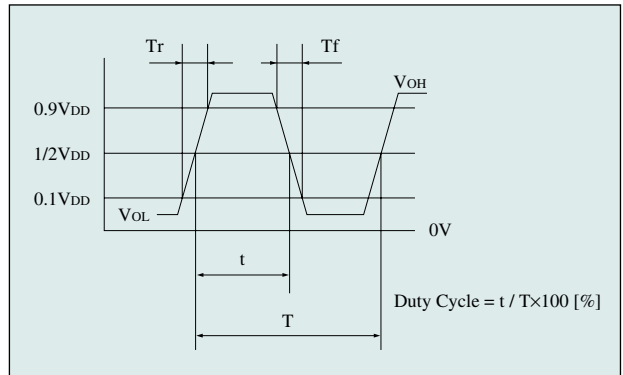 Tr Tf
VOH
0.9VDD
1/2VDD
0.1VDD
VOL
0V
t
Duty Cycle = t / T×100 [%]
T